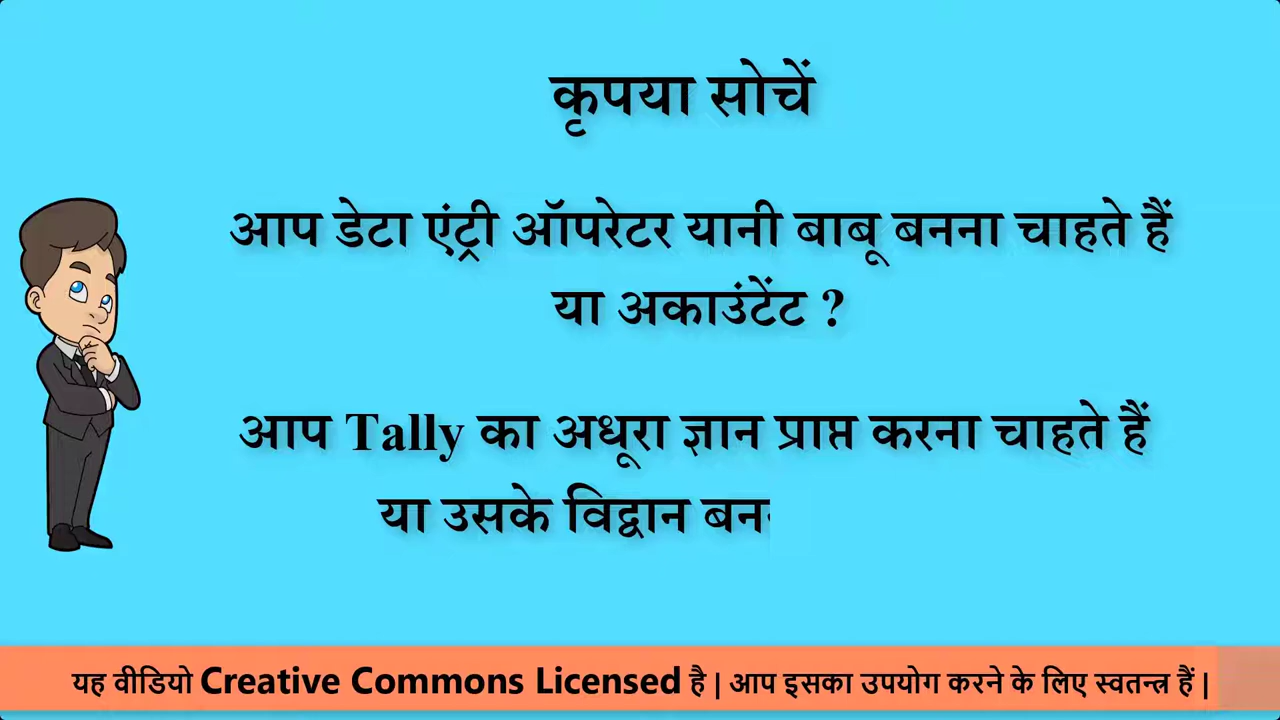 कृपया सोचें
आप डेटा एंट्री ऑपरेटर यानी बाबू बनना चाहते हैं
या अकाउंटेंट ?
आप Tally का अधूरा ज्ञान प्राप्त करना चाहते हैं
या उसके विद्वान
यह वीडियो Creative Commons Licensed है | आप इसका उपयोग करने के लिए स्वतन्त्र हैं |